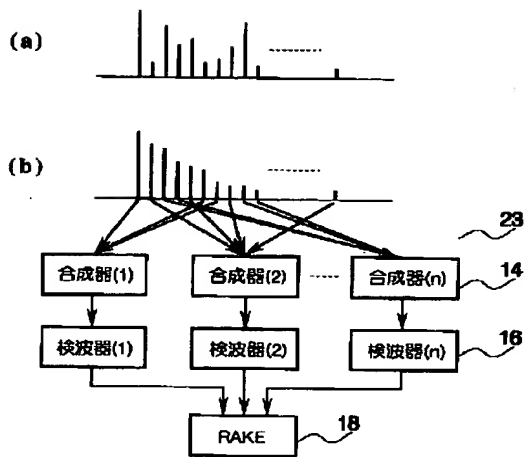 (a)
(b)
23
合成器(1) 合成器(2) 合成器(n) 14
検波器(1) 検波器(2) 検波器(n) 16
RAKE 18